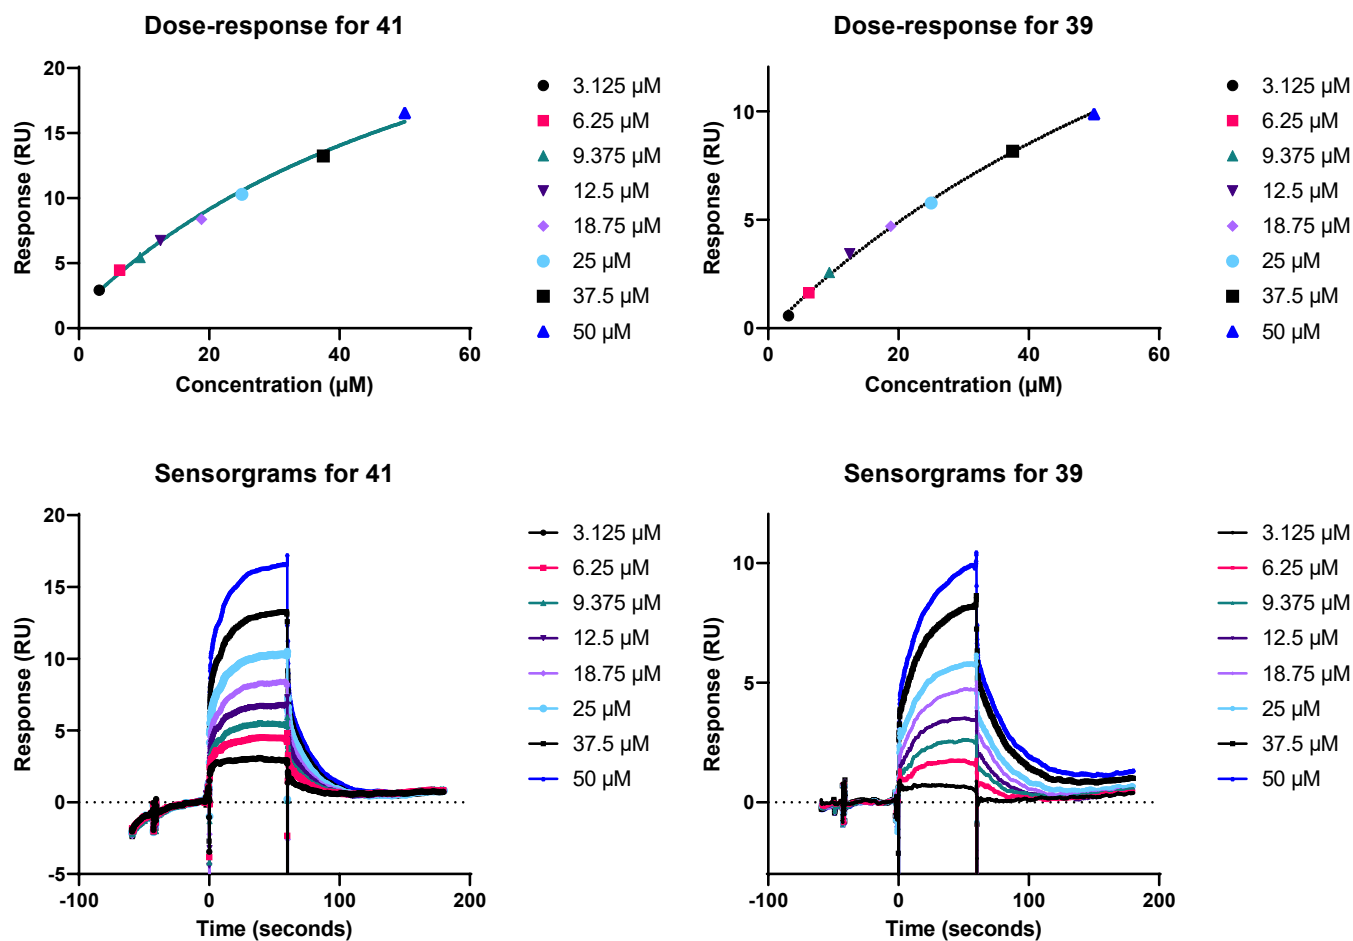 Dose-response for 41
Response (RU)
20
15
10
5
0
0 20 40 60
Concentration (µM)
3.125 µM
6.25 µM
9.375 µM
12.5 µM
18.75 µM
25 µM
37.5 µM
50 µM
Dose-response for 39
Response (RU)
10
5
0
0 20 40 60
Concentration (µM)
3.125 µM
6.25 µM
9.375 µM
12.5 µM
18.75 µM
25 µM
37.5 µM
50 µM
Sensorgrams for 41
Response (RU)
20
15
10
5
0
-5
-100 0 100 200
Time (seconds)
3.125 µM
6.25 µM
9.375 µM
12.5 µM
18.75 µM
25 µM
37.5 µM
50 µM
Sensorgrams for 39
Response (RU)
10
5
0
-100 0 100 200
Time (seconds)
3.125 µM
6.25 µM
9.375 µM
12.5 µM
18.75 µM
25 µM
37.5 µM
50 µM